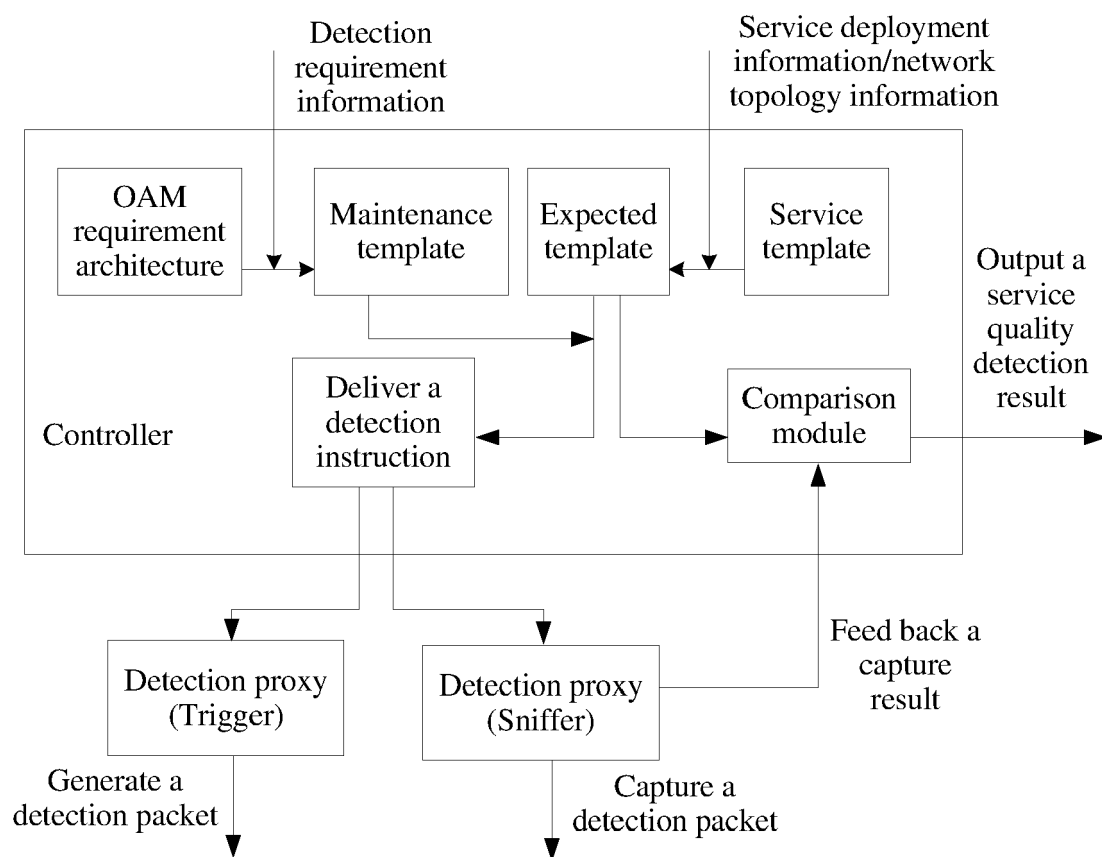 Detection
requirement
information
Service deployment
information/network
topology information
OAM
requirement
architecture
Maintenance
template
Expected
template
Service
template
Output a
service
quality
detection
result
Deliver a
detection
instruction
Comparison
module
Controller
Detection proxy
(Trigger)
Detection proxy
(Sniffer)
Feed back a
capture
result
Generate a
detection packet
Capture a
detection packet